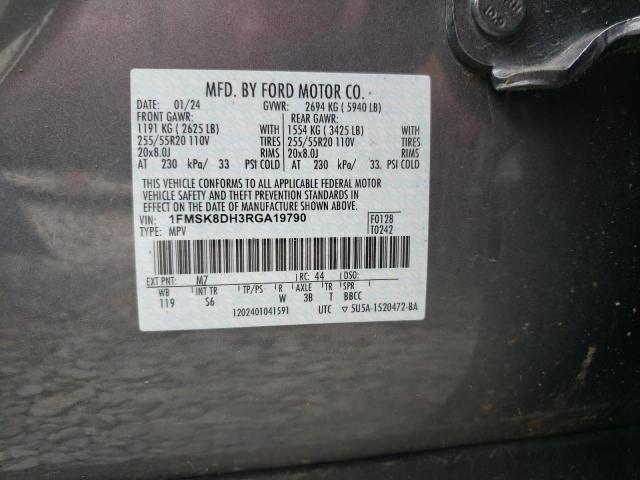 MFD. BY FORD MOTOR CO.
DATE: 01/24 GVWR: 2694 KG ( 5940 LB)
FRONT GAWR: REAR GAWR:
1191 KG ( 2625 LB) WITH 1554 KG ( 3425 LB) WITH
255/55R20 110V TIRES 255/55R20 110V TIRES
20x8.0J RIMS 20x8.0J RIMS
AT 230 kPa/ 33 PSI COLD AT 230 kPa/ 33 PSI COLD
THIS VEHICLE CONFORMS TO ALL APPLICABLE FEDERAL MOTOR
VEHICLE SAFETY AND THEFT PREVENTION STANDARDS IN
EFFECT ON THE DATE OF MANUFACTURE SHOWN ABOVE.
VIN: 1FMSK8DH3RGA19790 F0128
TYPE: MPV T0242
EXT PNT: M7 RC: 44 DSO:
WB INT TR TP/PS R AXLE TR SPR
119 S6 W 3B T BBCC
1202401041591 UTC ▽ 5U5A-1520472-BA